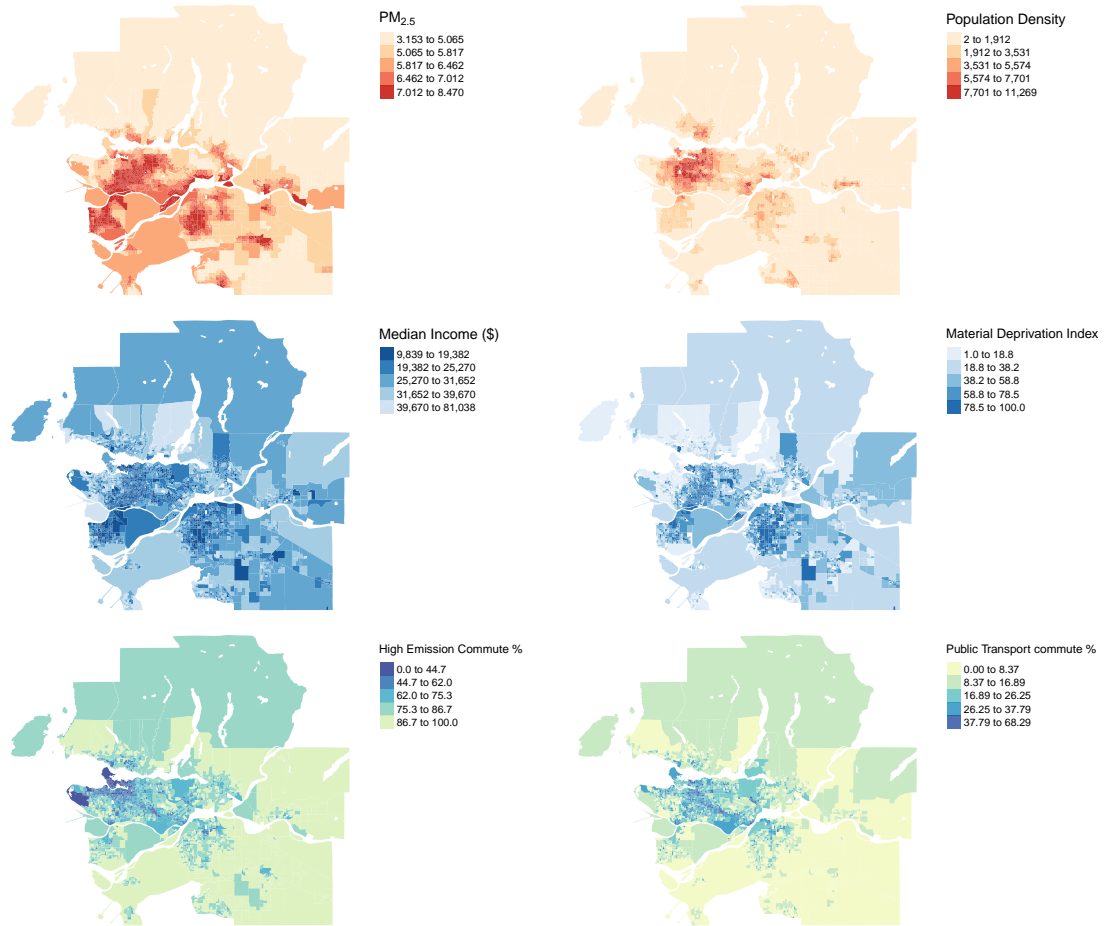 PM2.5
3.153 to 5.065
5.065 to 5.817
5.817 to 6.462
6.462 to 7.012
7.012 to 8.470
Population Density
2 to 1,912
1,912 to 3,531
3,531 to 5,574
5,574 to 7,701
7,701 to 11,269
Median Income ($)
9,839 to 19,382
19,382 to 25,270
25,270 to 31,652
31,652 to 39,670
39,670 to 81,038
Material Deprivation Index
1.0 to 18.8
18.8 to 38.2
38.2 to 58.8
58.8 to 78.5
78.5 to 100.0
High Emission Commute %
0.0 to 44.7
44.7 to 62.0
62.0 to 75.3
75.3 to 86.7
86.7 to 100.0
Public Transport commute %
0.00 to 8.37
8.37 to 16.89
16.89 to 26.25
26.25 to 37.79
37.79 to 68.29